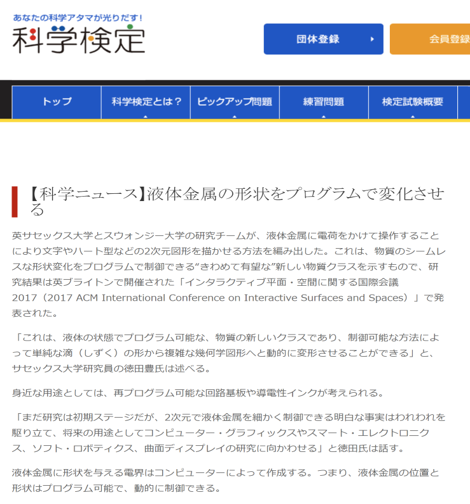 あなたの科学アタマが光りだす!
科学検定
団体登録
会員登録
トップ
科学検定とは?
ピックアップ問題
練習問題
検定試験概要
【科学ニュース】液体金属の形状をプログラムで変化させ
る
英サセックス大学とスウォンジー大学の研究チームが、液体金属に電荷をかけて操作すること
により文字やハート型などの2次元図形を描かせる方法を編み出した。これは、物質のシームレ
スな形状変化をプログラムで制御できる“きわめて有望な”新しい物質クラスを示すもので、研
究結果は英ブライトンで開催された「インタラクティブ平面・空間に関する国際会議
2017（2017 ACM International Conference on Interactive Surfaces and Spaces）」で発
表された。
「これは、液体の状態でプログラム可能な、物質の新しいクラスであり、制御可能な方法によ
って単純な滴（しずく）の形から複雑な幾何学図形へと動的に変形させることができる」と、
サセックス大学研究員の徳田豊氏は述べる。
身近な用途としては、再プログラム可能な回路基板や導電性インクが考えられる。
「まだ研究は初期ステージだが、2次元で液体金属を細かく制御できる明白な事実はわれわれを
駆り立て、将来の用途としてコンピューター・グラフィックスやスマート・エレクトロニク
ス、ソフト・ロボティクス、曲面ディスプレイの研究に向かわせる」と徳田氏は話す。
液体金属に形状を与える電界はコンピューターによって作成する。つまり、液体金属の位置と
形状はプログラム可能で、動的に制御できる。